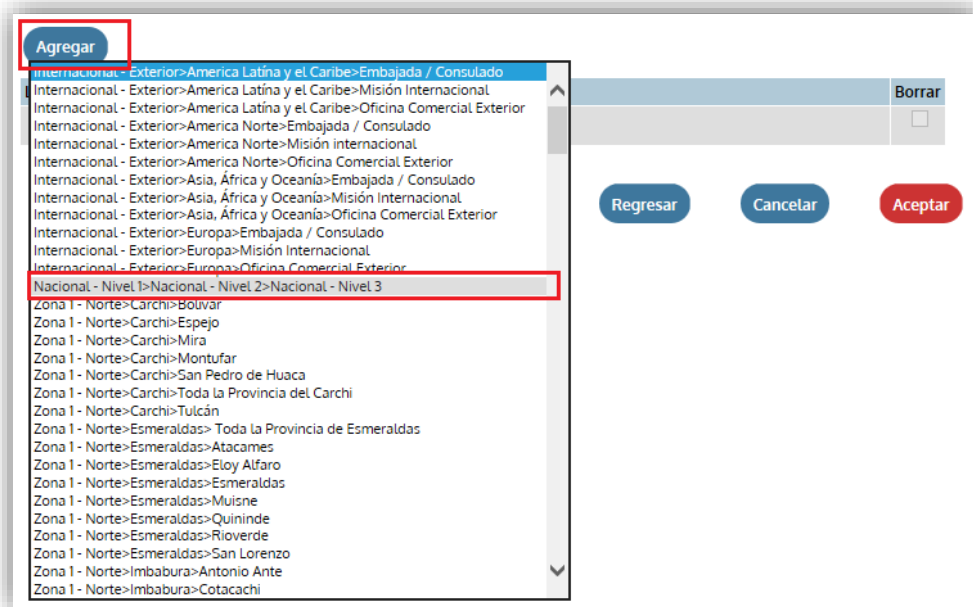 Agregar
Internacional - Exterior>America Latína y el Caribe>Embajada / Consulado
Internacional - Exterior>America Latína y el Caribe>Misión Internacional
Borrar
Internacional - Exterior>America Latína y el Caribe>Oficina Comercial Exterior
Internacional - Exterior>America Norte>Embajada / Consulado
Internacional - Exterior>America Norte>Misión internacional
Internacional - Exterior>America Norte>Oficina Comercial Exterior
Internacional - Exterior>Asia, África y Oceanía>Embajada / Consulado
Internacional - Exterior>Asia, África y Oceanía>Misión Internacional
Internacional - Exterior>Asia, África y Oceanía>Oficina Comercial Exterior
Regresar Cancelar Aceptar
Internacional - Exterior>Europa>Embajada / Consulado
Internacional - Exterior>Europa>Misión Internacional
Internacional - Exterior>Europa>Oficina Comercial Exterior
Nacional - Nivel 1>Nacional - Nivel 2>Nacional - Nivel 3
Zona 1 - Norte>Carchi>Bolívar
Zona 1 - Norte>Carchi>Espejo
Zona 1 - Norte>Carchi>Mira
Zona 1 - Norte>Carchi>Montufar
Zona 1 - Norte>Carchi>San Pedro de Huaca
Zona 1 - Norte>Carchi>Toda la Provincia del Carchi
Zona 1 - Norte>Carchi>Tulcán
Zona 1 - Norte>Esmeraldas> Toda la Provincia de Esmeraldas
Zona 1 - Norte>Esmeraldas>Atacames
Zona 1 - Norte>Esmeraldas>Eloy Alfaro
Zona 1 - Norte>Esmeraldas>Esmeraldas
Zona 1 - Norte>Esmeraldas>Muisne
Zona 1 - Norte>Esmeraldas>Quininde
Zona 1 - Norte>Esmeraldas>Rioverde
Zona 1 - Norte>Esmeraldas>San Lorenzo
Zona 1 - Norte>Imbabura>Antonio Ante
Zona 1 - Norte>Imbabura>Cotacachi